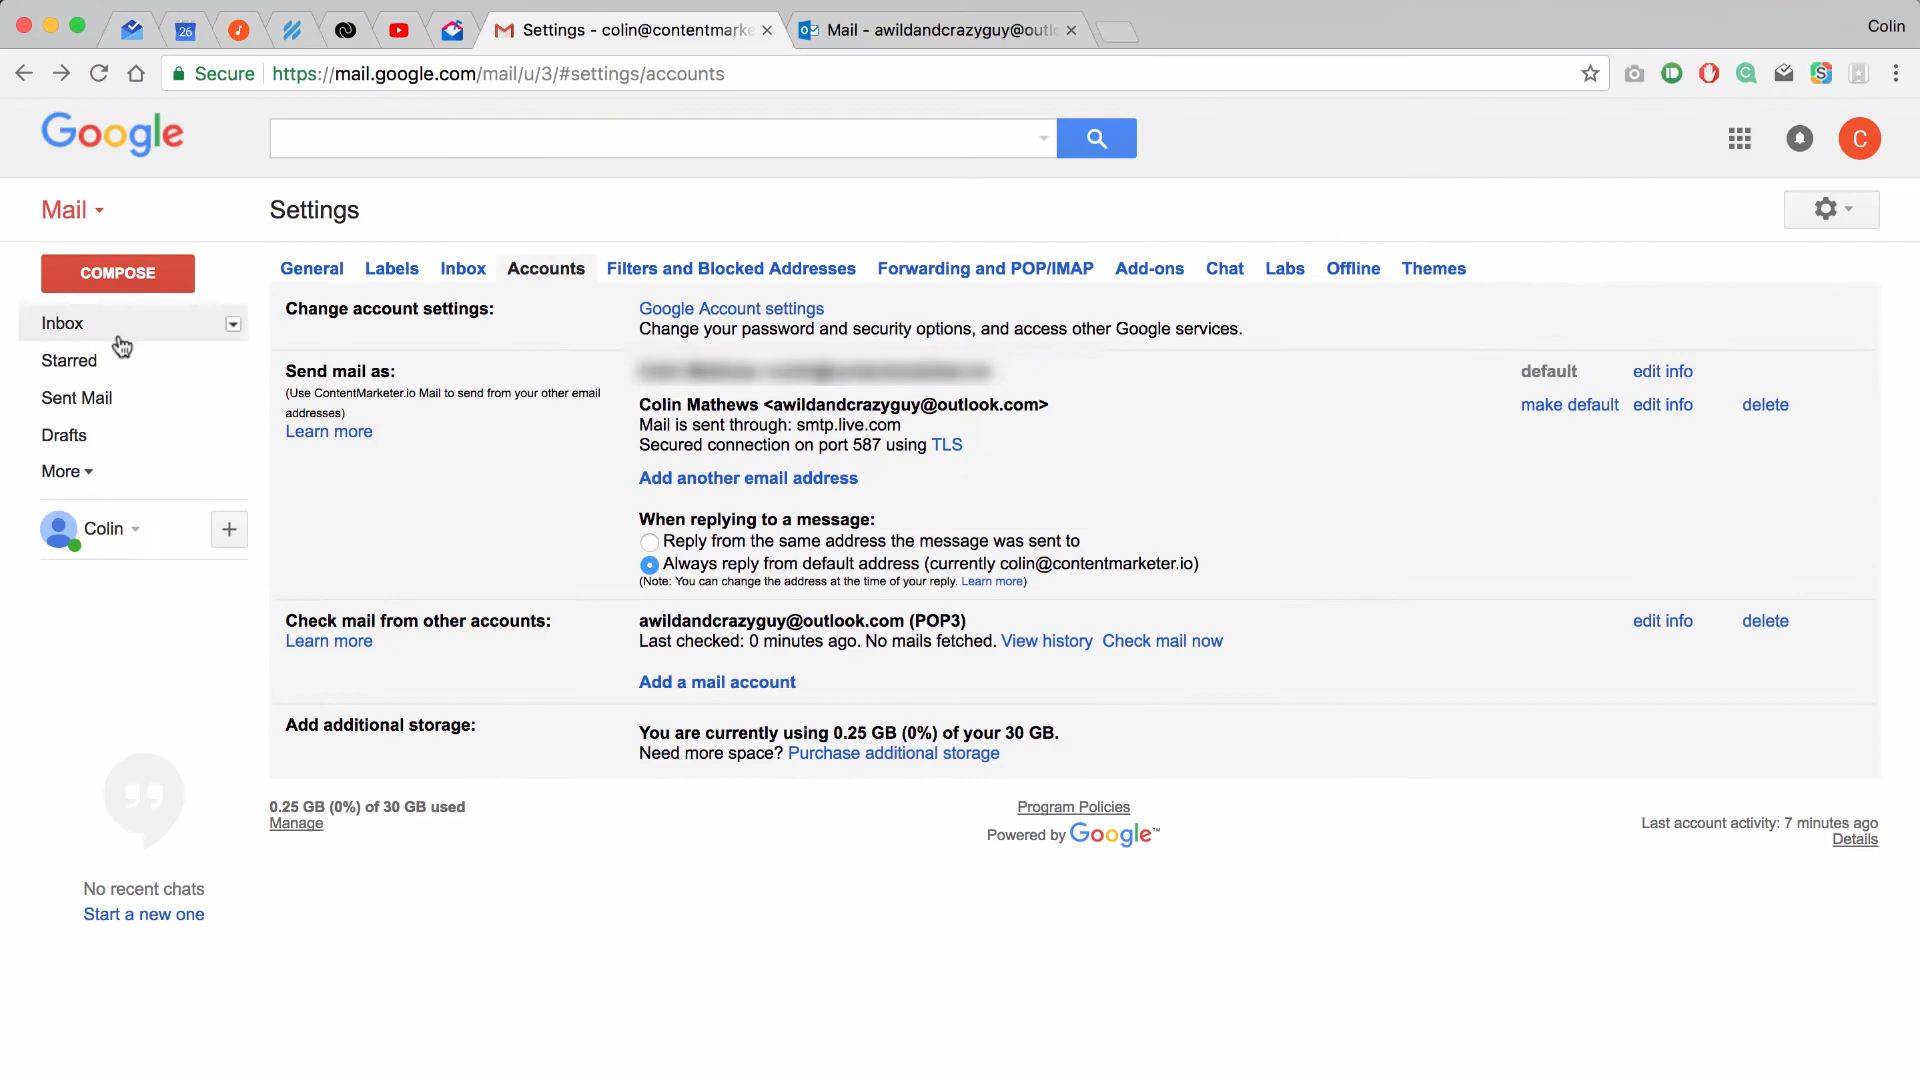 26
Settings - colin@contentmarke
Mail - awildandcrazyguy@outl
Colin
Secure
https://mail.google.com/mail/u/3/#settings/accounts
S
Google
C
Mail
Settings
COMPOSE
General
Labels
Inbox
Accounts
Filters and Blocked Addresses
Forwarding and POP/IMAP
Add-ons
Chat
Labs
Offline
Themes
Inbox
Starred
Sent Mail
Drafts
More
Colin
No recent chats
Start a new one
Change account settings:
Google Account settings
Change your password and security options, and access other Google services.
Send mail as:
(Use ContentMarketer.io Mail to send from your other email
addresses)
Learn more
default
edit info
Colin Mathews <awildandcrazyguy@outlook.com>
make default
edit info
delete
Mail is sent through: smtp.live.com
Secured connection on port 587 using TLS
Add another email address
When replying to a message:
Reply from the same address the message was sent to
Always reply from default address (currently colin@contentmarketer.io)
(Note: You can change the address at the time of your reply. Learn more)
Check mail from other accounts:
Learn more
awildandcrazyguy@outlook.com (POP3)
edit info
delete
Last checked: 0 minutes ago. No mails fetched. View history Check mail now
Add a mail account
Add additional storage:
You are currently using 0.25 GB (0%) of your 30 GB.
Need more space? Purchase additional storage
0.25 GB (0%) of 30 GB used
Manage
Program Policies
Powered by Google™
Last account activity: 7 minutes ago
Details